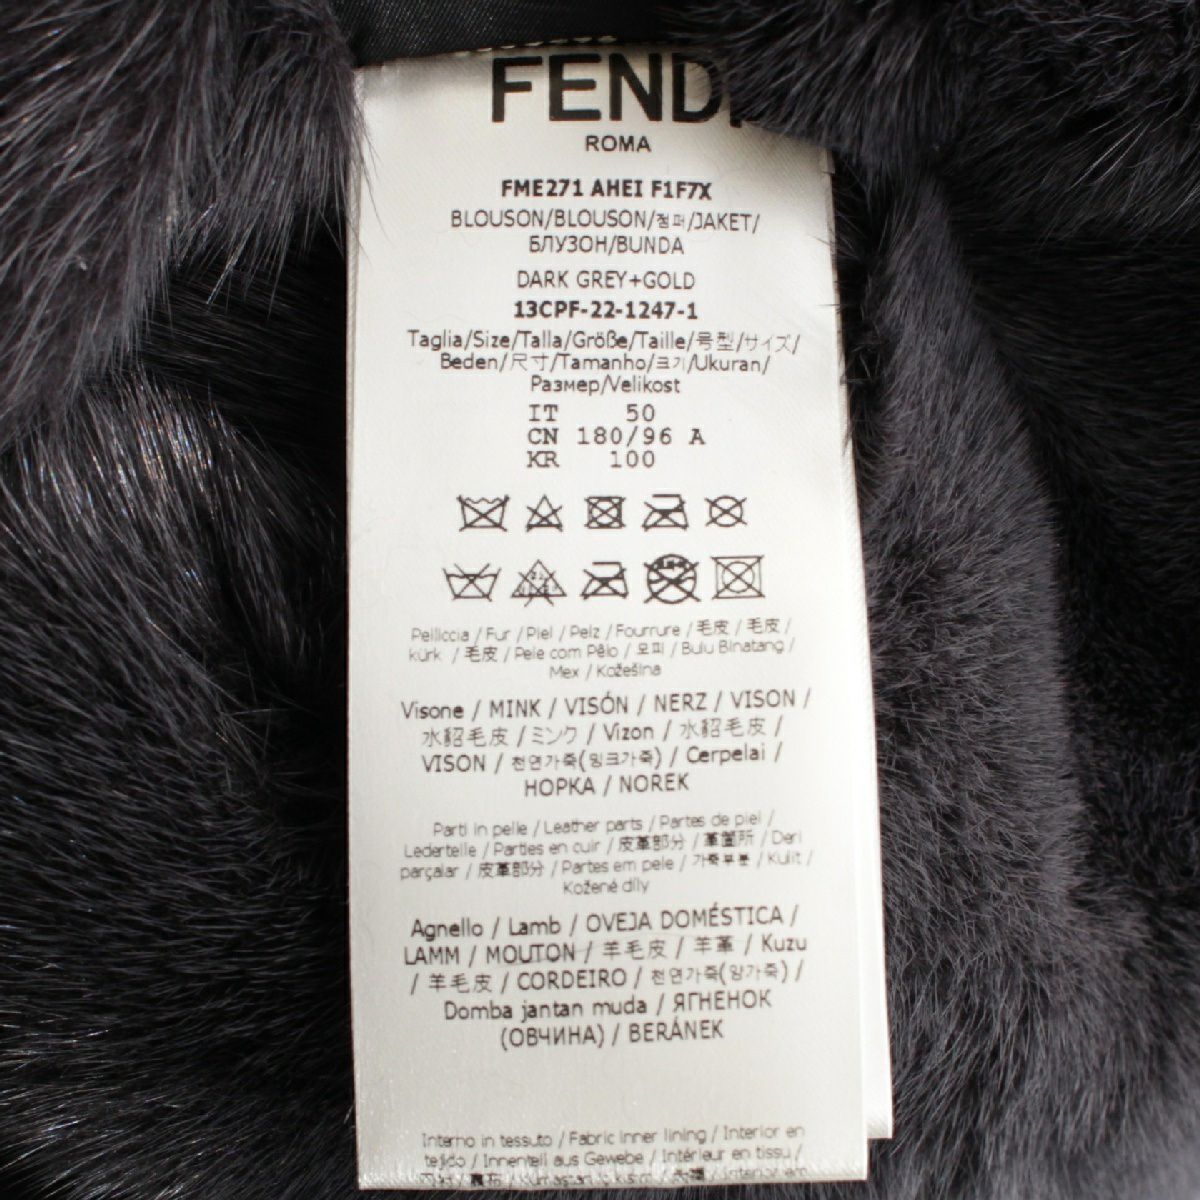 FENDI
ROMA
FME271 AHEI F1F7X
BLOUSON/BLOUSON/점퍼/JAKET/
БЛУЗОН/BUNDA
DARK GREY+GOLD
13CPF-22-1247-1
Taglia/Size/Talla/Größe/Taille/号型/サイズ/
Beden/尺寸/Tamanho/크기/Ukuran/
Размер/Velikost
IT 50
CN 180/96 A
KR 100
Pelliccia / Fur / Piel / Pelz / Fourrure / 毛皮 / 毛皮 /
kürk / 毛皮 / Pele com Pêlo / 모피 / Bulu Binatang /
Mex / Kožešina
Visone / MINK / VISÓN / NERZ / VISON /
水貂毛皮 / ミンク / Vizon / 水貂毛皮 /
VISON / 천연가죽(밍크가죽) / Cerpelai /
НОРКА / NOREK
Parti in pelle / Leather parts / Partes de piel /
Lederteile / Parties en cuir / 皮革部分 / 革箇所 / Deri
parçalar / 皮革部分 / Partes em pele / 가죽부분 / Kulit /
Kožené díly
Agnello / Lamb / OVEJA DOMÉSTICA /
LAMM / MOUTON / 羊毛皮 / 羊革 / Kuzu
/ 羊毛皮 / CORDEIRO / 천연가죽(양가죽) /
Domba jantan muda / ЯГНЕНОК
(ОВЧИНА) / BERÁNEK
Interno in tessuto / Fabric inner lining / Interior en
tejido / Innenteil aus Gewebe / Intérieur en tissu /